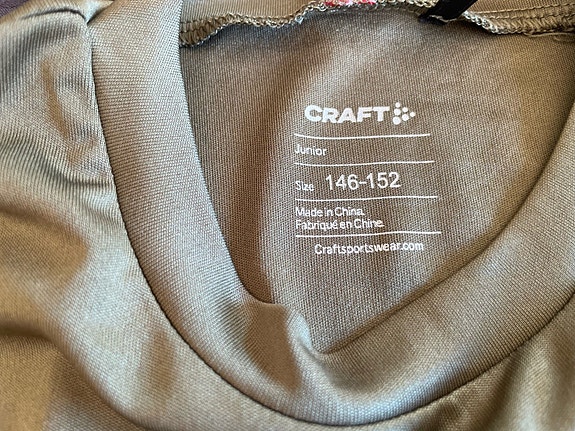 CRAFT
Junior
Size 146-152
Made in China.
Fabriqué en Chine.
Craftsportswear.com